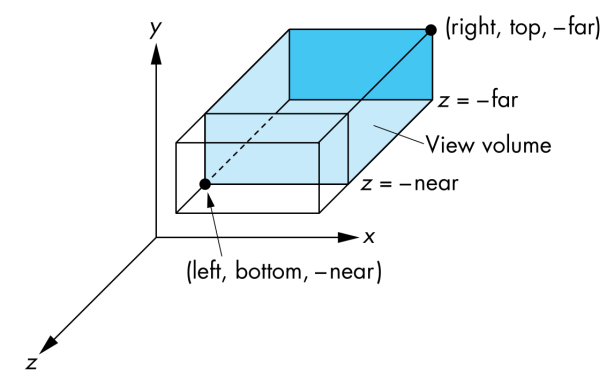 y
(right, top, −far)
z = −far
View volume
z = −near
x
(left, bottom, −near)
z